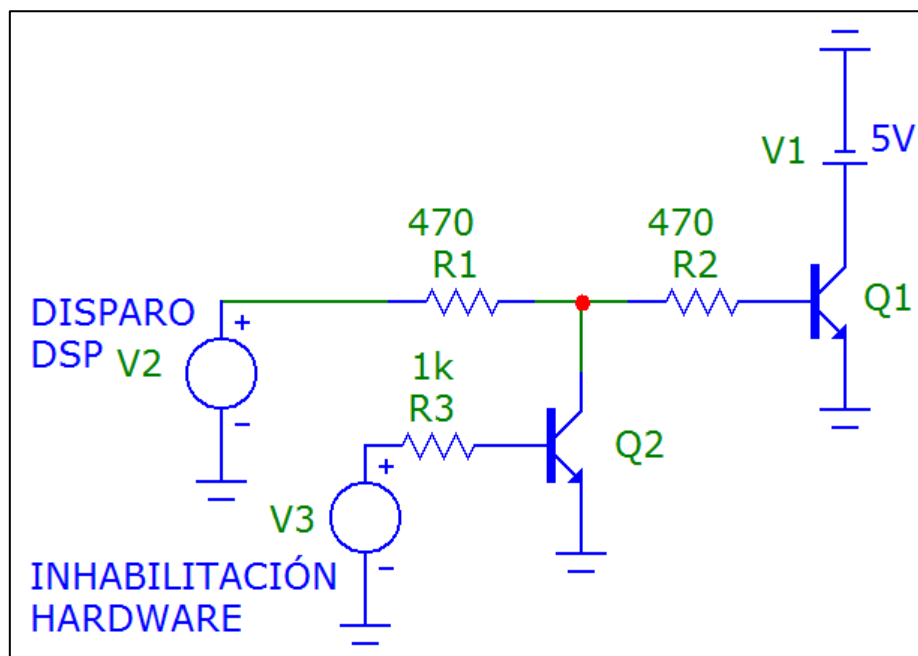 V1
5V
470
R1
470
R2
Q1
DISPARO
DSP
V2
+
-
1k
R3
Q2
V3
+
-
INHABILITACIÓN
HARDWARE